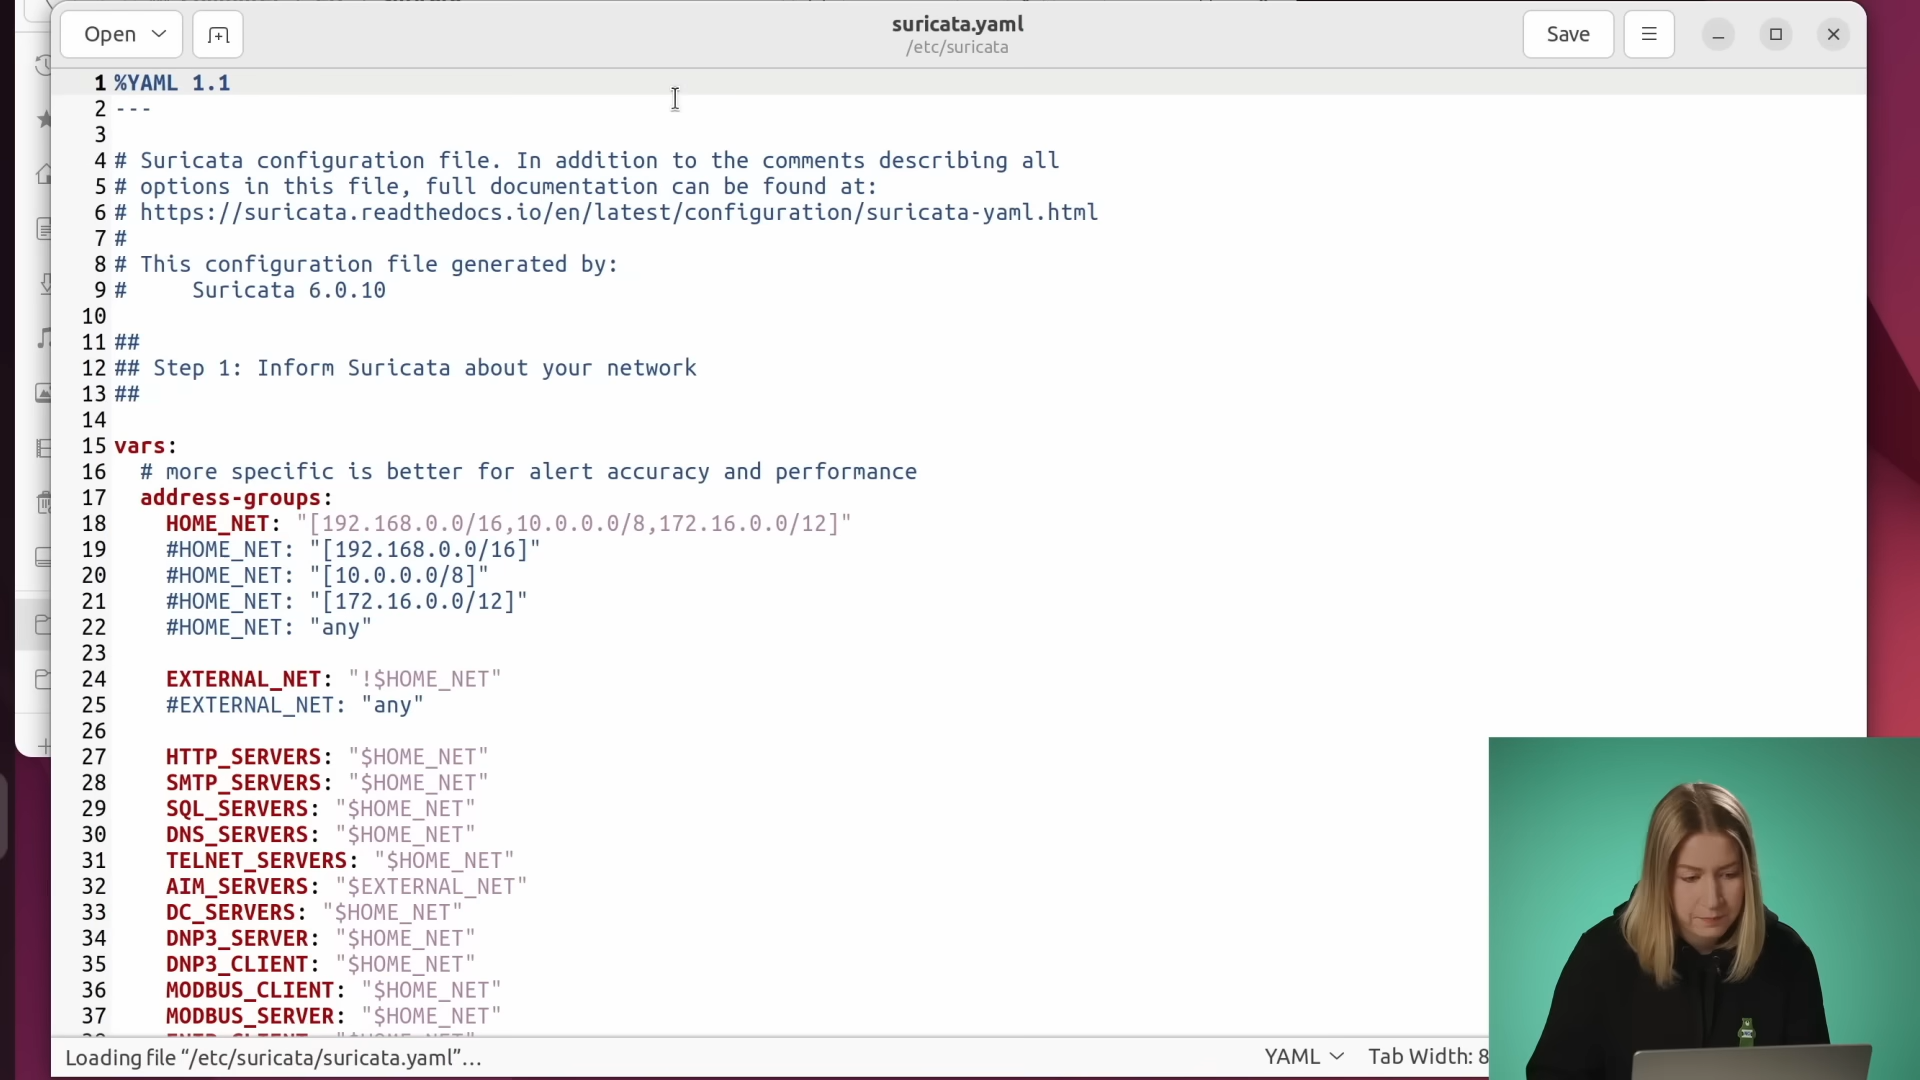 Open
suricata.yaml
/etc/suricata
Save
1 %YAML 1.1
2 ---
3
4 # Suricata configuration file. In addition to the comments describing all
5 # options in this file, full documentation can be found at:
6 # https://suricata.readthedocs.io/en/latest/configuration/suricata-yaml.html
7 #
8 # This configuration file generated by:
9 #     Suricata 6.0.10
10
11 ##
12 ## Step 1: Inform Suricata about your network
13 ##
14
15 vars:
16   # more specific is better for alert accuracy and performance
17   address-groups:
18     HOME_NET: "[192.168.0.0/16,10.0.0.0/8,172.16.0.0/12]"
19     #HOME_NET: "[192.168.0.0/16]"
20     #HOME_NET: "[10.0.0.0/8]"
21     #HOME_NET: "[172.16.0.0/12]"
22     #HOME_NET: "any"
23
24     EXTERNAL_NET: "!$HOME_NET"
25     #EXTERNAL_NET: "any"
26
27     HTTP_SERVERS: "$HOME_NET"
28     SMTP_SERVERS: "$HOME_NET"
29     SQL_SERVERS: "$HOME_NET"
30     DNS_SERVERS: "$HOME_NET"
31     TELNET_SERVERS: "$HOME_NET"
32     AIM_SERVERS: "$EXTERNAL_NET"
33     DC_SERVERS: "$HOME_NET"
34     DNP3_SERVER: "$HOME_NET"
35     DNP3_CLIENT: "$HOME_NET"
36     MODBUS_CLIENT: "$HOME_NET"
37     MODBUS_SERVER: "$HOME_NET"
Loading file “/etc/suricata/suricata.yaml”…
YAML
Tab Width: 8